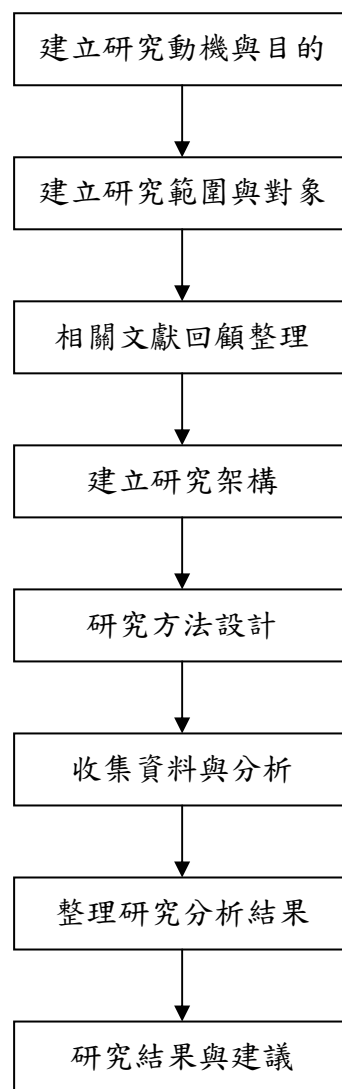 建立研究動機與目的
建立研究範圍與對象
相關文獻回顧整理
建立研究架構
研究方法設計
收集資料與分析
整理研究分析結果
研究結果與建議